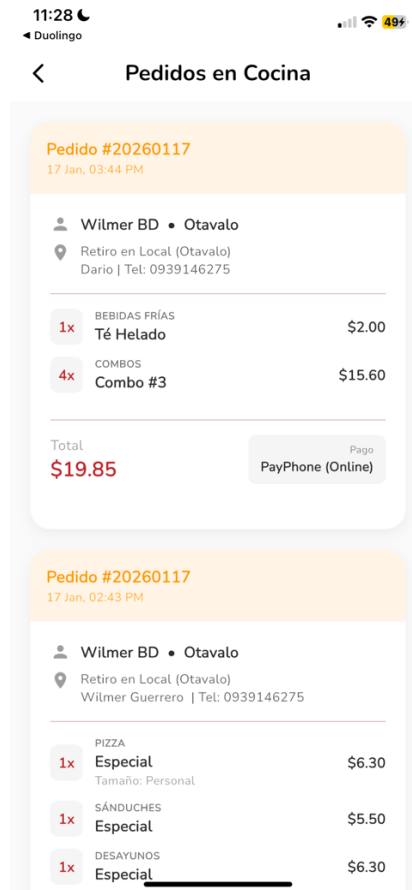 11:28
◀ Duolingo
49
Pedidos en Cocina
Pedido #20260117
17 Jan, 03:44 PM
Wilmer BD • Otavalo
Retiro en Local (Otavalo)
Dario | Tel: 0939146275
BEBIDAS FRÍAS
1x Té Helado $2.00
COMBOS
4x Combo #3 $15.60
Total
$19.85
Pago
PayPhone (Online)
Pedido #20260117
17 Jan, 02:43 PM
Wilmer BD • Otavalo
Retiro en Local (Otavalo)
Wilmer Guerrero | Tel: 0939146275
PIZZA
1x Especial $6.30
Tamaño: Personal
SÁNDUCHES
1x Especial $5.50
DESAYUNOS
1x Especial $6.30